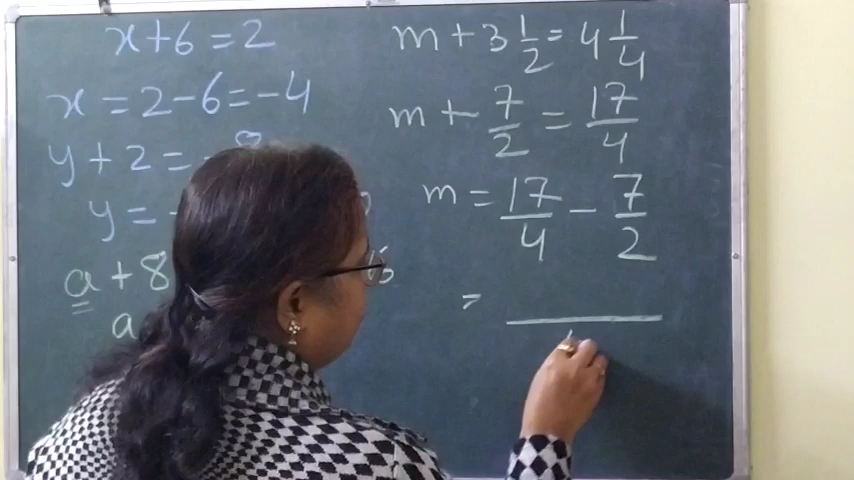 x+6=2
x=2-6=-4
y+2=-8
y=-
a+8
a
m+3 1/2=4 1/4
m+7/2=17/4
m=17/4-7/2
=